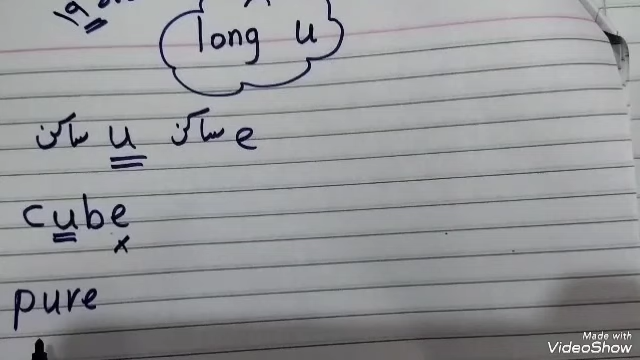 long u
ساكن u ساكن e
cube
x
pure
Made with
VideoShow